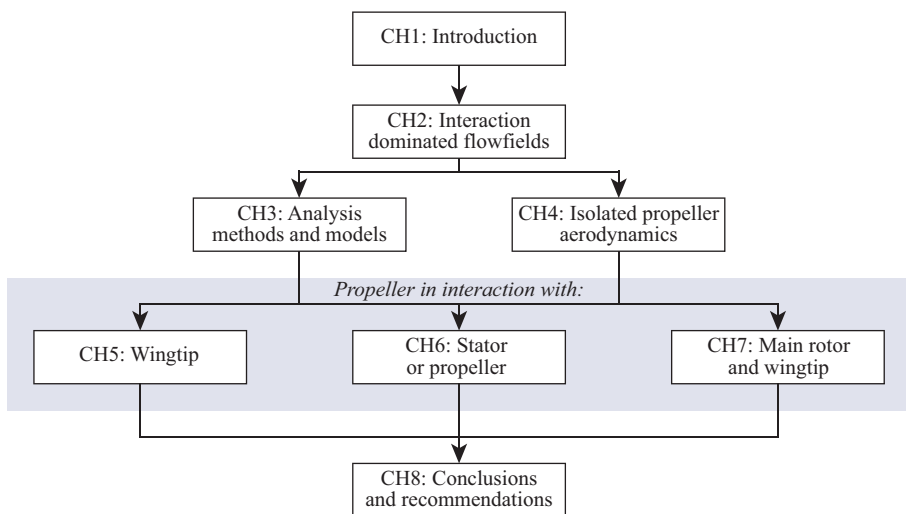 CH1: Introduction
CH2: Interaction
dominated flowfields
CH3: Analysis
methods and models
CH4: Isolated propeller
aerodynamics
Propeller in interaction with:
CH5: Wingtip
CH6: Stator
or propeller
CH7: Main rotor
and wingtip
CH8: Conclusions
and recommendations